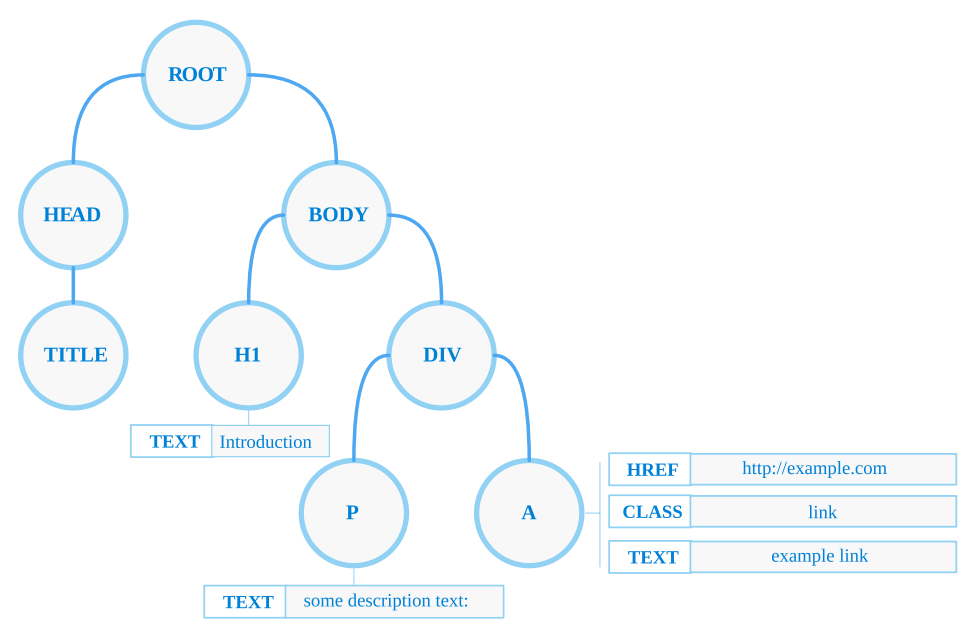 ROOT
HEAD
BODY
TITLE
H1
DIV
TEXT Introduction
P
A
HREF http://example.com
CLASS link
TEXT example link
TEXT some description text: